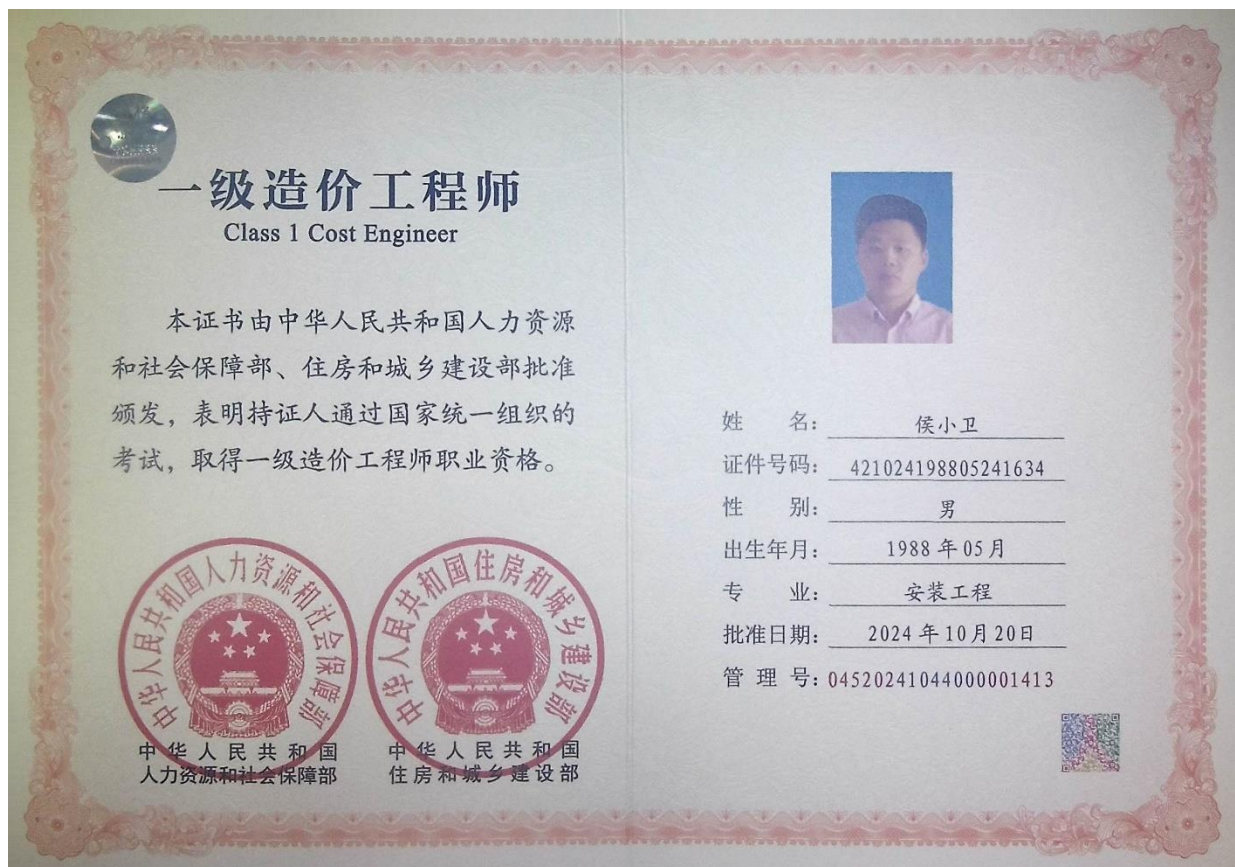 一级造价工程师
Class 1 Cost Engineer
本证书由中华人民共和国人力资源
和社会保障部、住房和城乡建设部批准
颁发，表明持证人通过国家统一组织的
考试，取得一级造价工程师职业资格。
中华人民共和国人力资源和社会保障部
中华人民共和国住房和城乡建设部
中华人民共和国
人力资源和社会保障部
中华人民共和国
住房和城乡建设部
姓 名： 侯小卫
证件号码： 421024198805241634
性 别： 男
出生年月： 1988年05月
专 业： 安装工程
批准日期： 2024年10月20日
管 理 号： 04520241044000001413